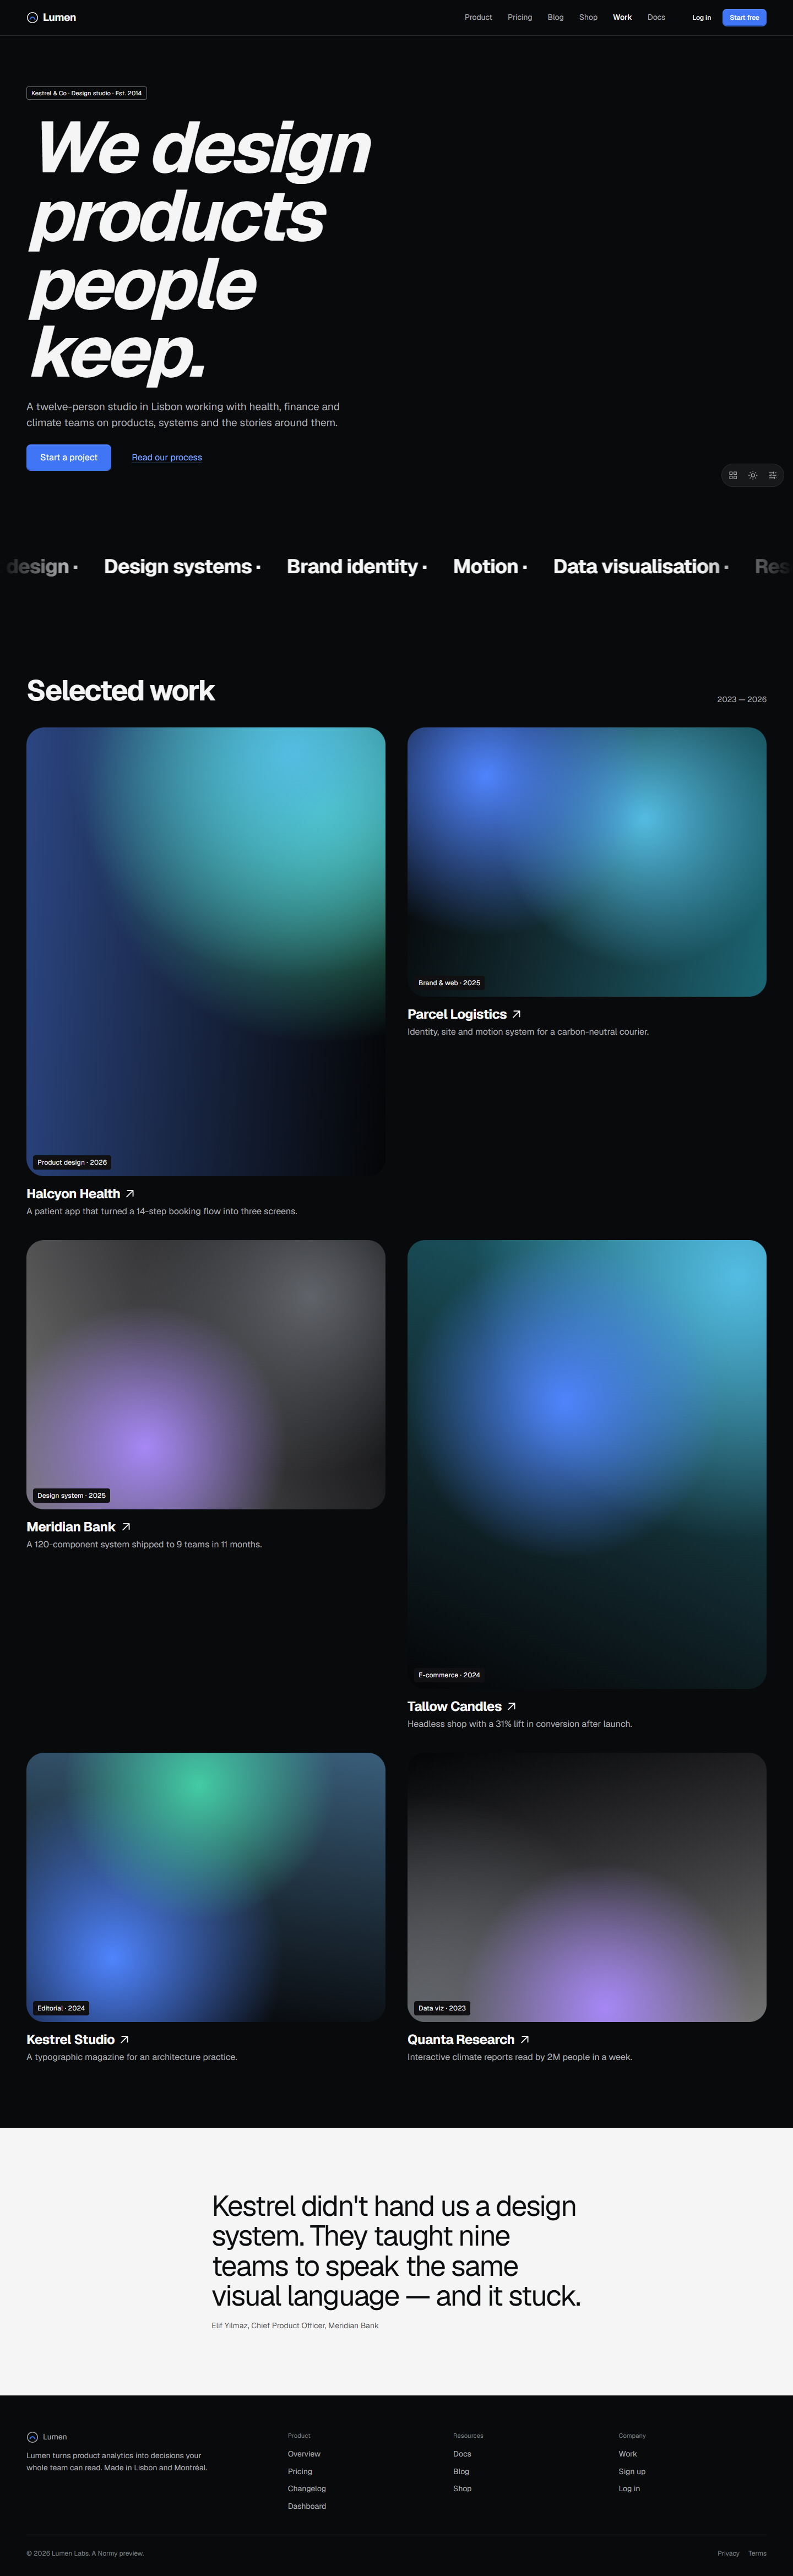 Lumen
Product Pricing Blog Shop Work Docs Log in Start free
Kestrel & Co · Design studio · Est. 2014
We design
products
people
keep.
A twelve-person studio in Lisbon working with health, finance and
climate teams on products, systems and the stories around them.
Start a project Read our process
design · Design systems · Brand identity · Motion · Data visualisation · Res
Selected work
2023 — 2026
Product design · 2026
Halcyon Health
A patient app that turned a 14-step booking flow into three screens.
Brand & web · 2025
Parcel Logistics
Identity, site and motion system for a carbon-neutral courier.
Design system · 2025
Meridian Bank
A 120-component system shipped to 9 teams in 11 months.
E-commerce · 2024
Tallow Candles
Headless shop with a 31% lift in conversion after launch.
Editorial · 2024
Kestrel Studio
A typographic magazine for an architecture practice.
Data viz · 2023
Quanta Research
Interactive climate reports read by 2M people in a week.
Kestrel didn't hand us a design
system. They taught nine
teams to speak the same
visual language — and it stuck.
Elif Yilmaz, Chief Product Officer, Meridian Bank
Lumen
Lumen turns product analytics into decisions your
whole team can read. Made in Lisbon and Montréal.
Product
Overview
Pricing
Changelog
Dashboard
Resources
Docs
Blog
Shop
Company
Work
Sign up
Log in
© 2026 Lumen Labs. A Normy preview.
Privacy Terms